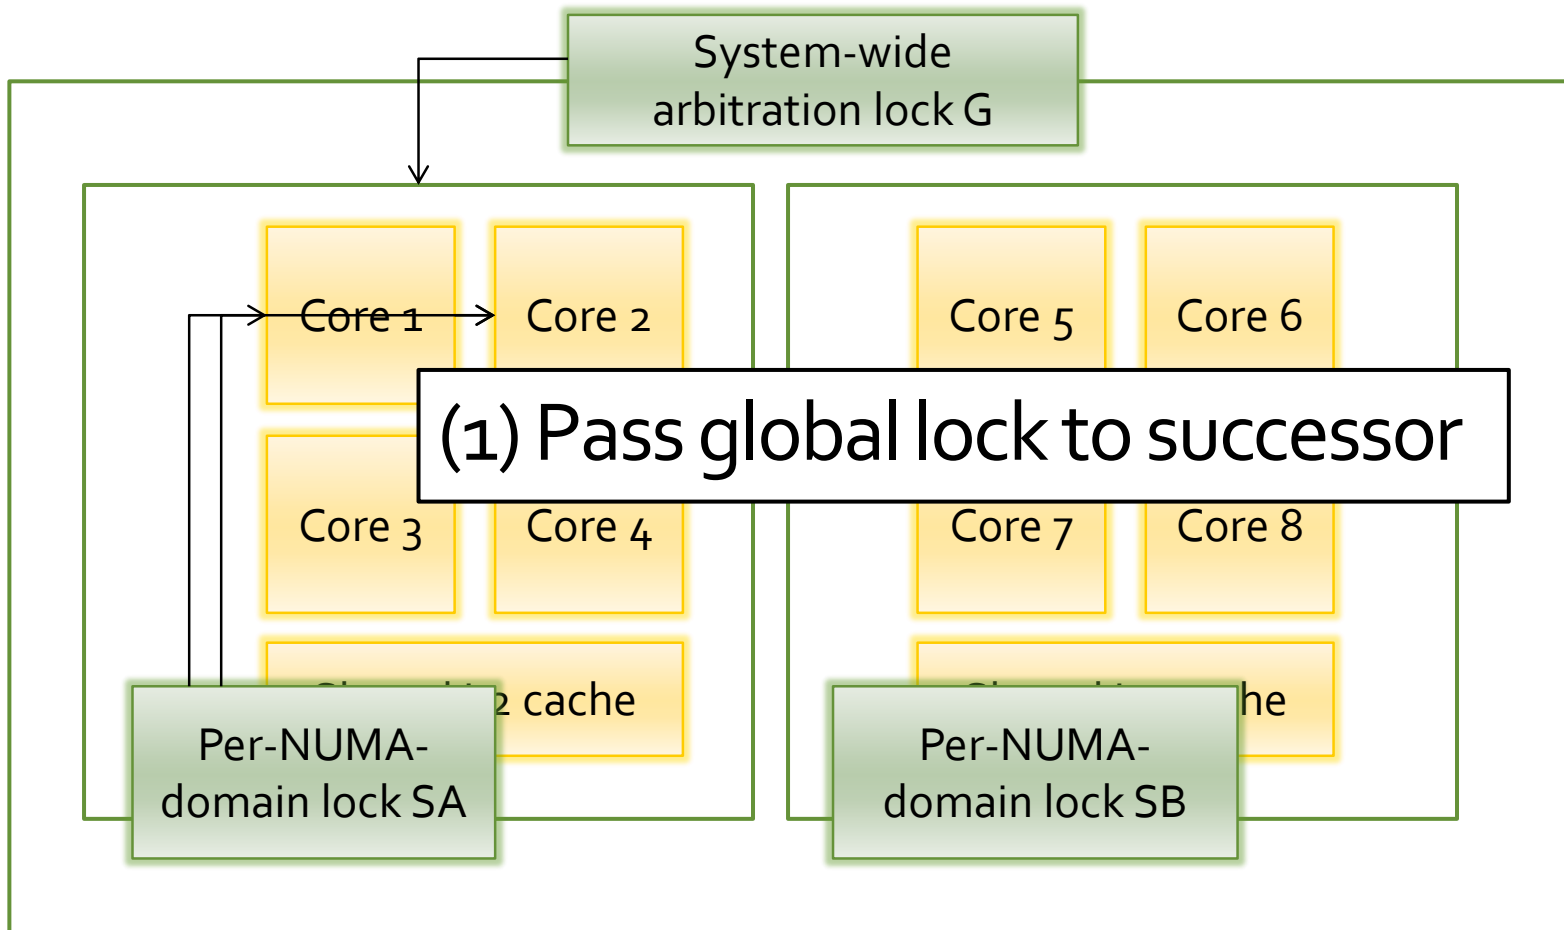 System-wide
arbitration lock G
Core 1
Core 2
Core 5
Core 6
(1) Pass global lock to successor
Core 3
Core 4
Core 7
Core 8
2 cache
Per-NUMA-
domain lock SA
Per-NUMA-
domain lock SB